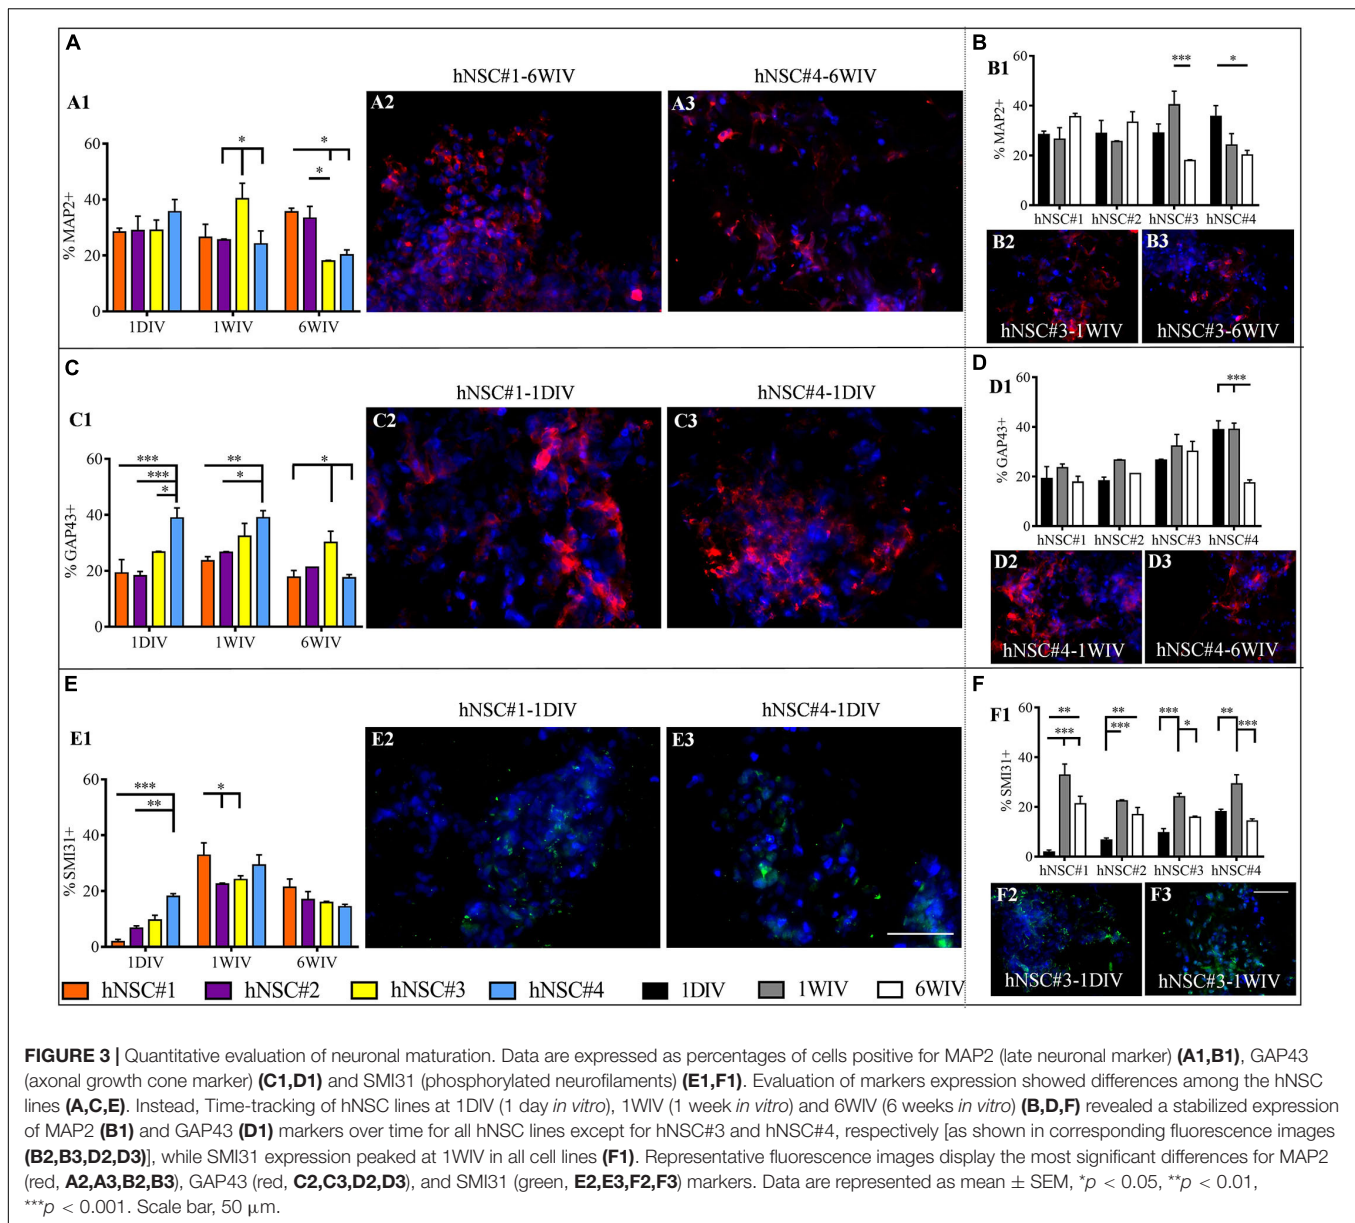 A
hNSC#1-6WIV
hNSC#4-6WIV
A1
A2
A3
*
*
*
60
40
20
0
% MAP2+
1DIV
1WIV
6WIV
B
B1
***
*
60
40
20
0
% MAP2+
hNSC#1
hNSC#2
hNSC#3
hNSC#4
B2
B3
hNSC#3-1WIV
hNSC#3-6WIV
C
hNSC#1-1DIV
hNSC#4-1DIV
C1
C2
C3
***
***
*
**
*
*
60
40
20
0
% GAP43+
1DIV
1WIV
6WIV
D
D1
***
60
40
20
0
% GAP43+
hNSC#1
hNSC#2
hNSC#3
hNSC#4
D2
D3
hNSC#4-1WIV
hNSC#4-6WIV
E
hNSC#1-1DIV
hNSC#4-1DIV
E1
E2
E3
***
**
*
60
40
20
0
% SMI31+
1DIV
1WIV
6WIV
F
F1
**
***
**
***
***
*
**
***
60
40
20
0
% SMI31+
hNSC#1
hNSC#2
hNSC#3
hNSC#4
F2
F3
hNSC#3-1DIV
hNSC#3-1WIV
hNSC#1
hNSC#2
hNSC#3
hNSC#4
1DIV
1WIV
6WIV
FIGURE 3 | Quantitative evaluation of neuronal maturation. Data are expressed as percentages of cells positive for MAP2 (late neuronal marker) (A1,B1), GAP43
(axonal growth cone marker) (C1,D1) and SMI31 (phosphorylated neurofilaments) (E1,F1). Evaluation of markers expression showed differences among the hNSC
lines (A,C,E). Instead, Time-tracking of hNSC lines at 1DIV (1 day in vitro), 1WIV (1 week in vitro) and 6WIV (6 weeks in vitro) (B,D,F) revealed a stabilized expression
of MAP2 (B1) and GAP43 (D1) markers over time for all hNSC lines except for hNSC#3 and hNSC#4, respectively [as shown in corresponding fluorescence images
(B2,B3,D2,D3)], while SMI31 expression peaked at 1WIV in all cell lines (F1). Representative fluorescence images display the most significant differences for MAP2
(red, A2,A3,B2,B3), GAP43 (red, C2,C3,D2,D3), and SMI31 (green, E2,E3,F2,F3) markers. Data are represented as mean ± SEM, *p < 0.05, **p < 0.01,
***p < 0.001. Scale bar, 50 μm.